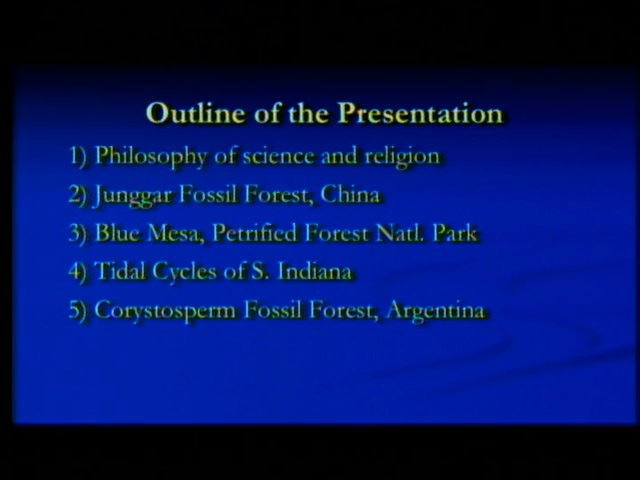 Outline of the Presentation
1) Philosophy of science and religion
2) Junggar Fossil Forest, China
3) Blue Mesa, Petrified Forest Natl. Park
4) Tidal Cycles of S. Indiana
5) Corystosperm Fossil Forest, Argentina